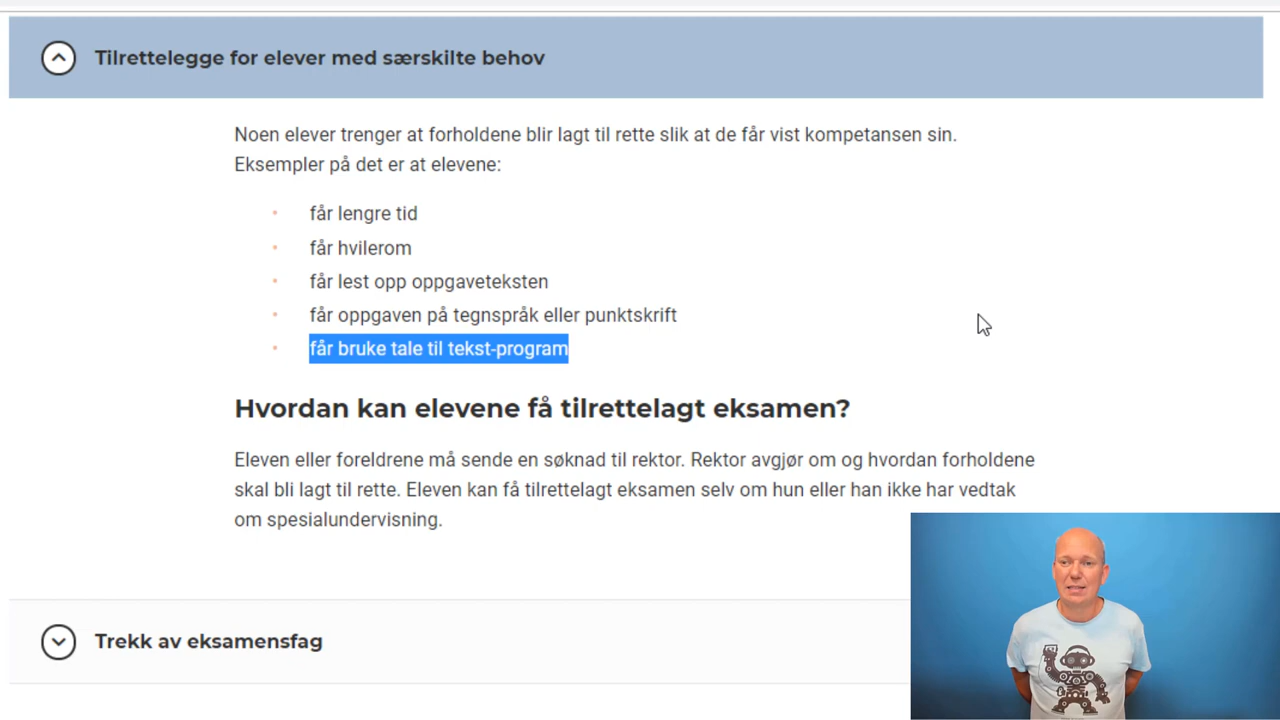 Tilrettelegge for elever med særskilte behov
Noen elever trenger at forholdene blir lagt til rette slik at de får vist kompetansen sin.
Eksempler på det er at elevene:
får lengre tid
får hvilerom
får lest opp oppgaveteksten
får oppgaven på tegnspråk eller punktskrift
får bruke tale til tekst-program
Hvordan kan elevene få tilrettelagt eksamen?
Eleven eller foreldrene må sende en søknad til rektor. Rektor avgjør om og hvordan forholdene
skal bli lagt til rette. Eleven kan få tilrettelagt eksamen selv om hun eller han ikke har vedtak
om spesialundervisning.
Trekk av eksamensfag